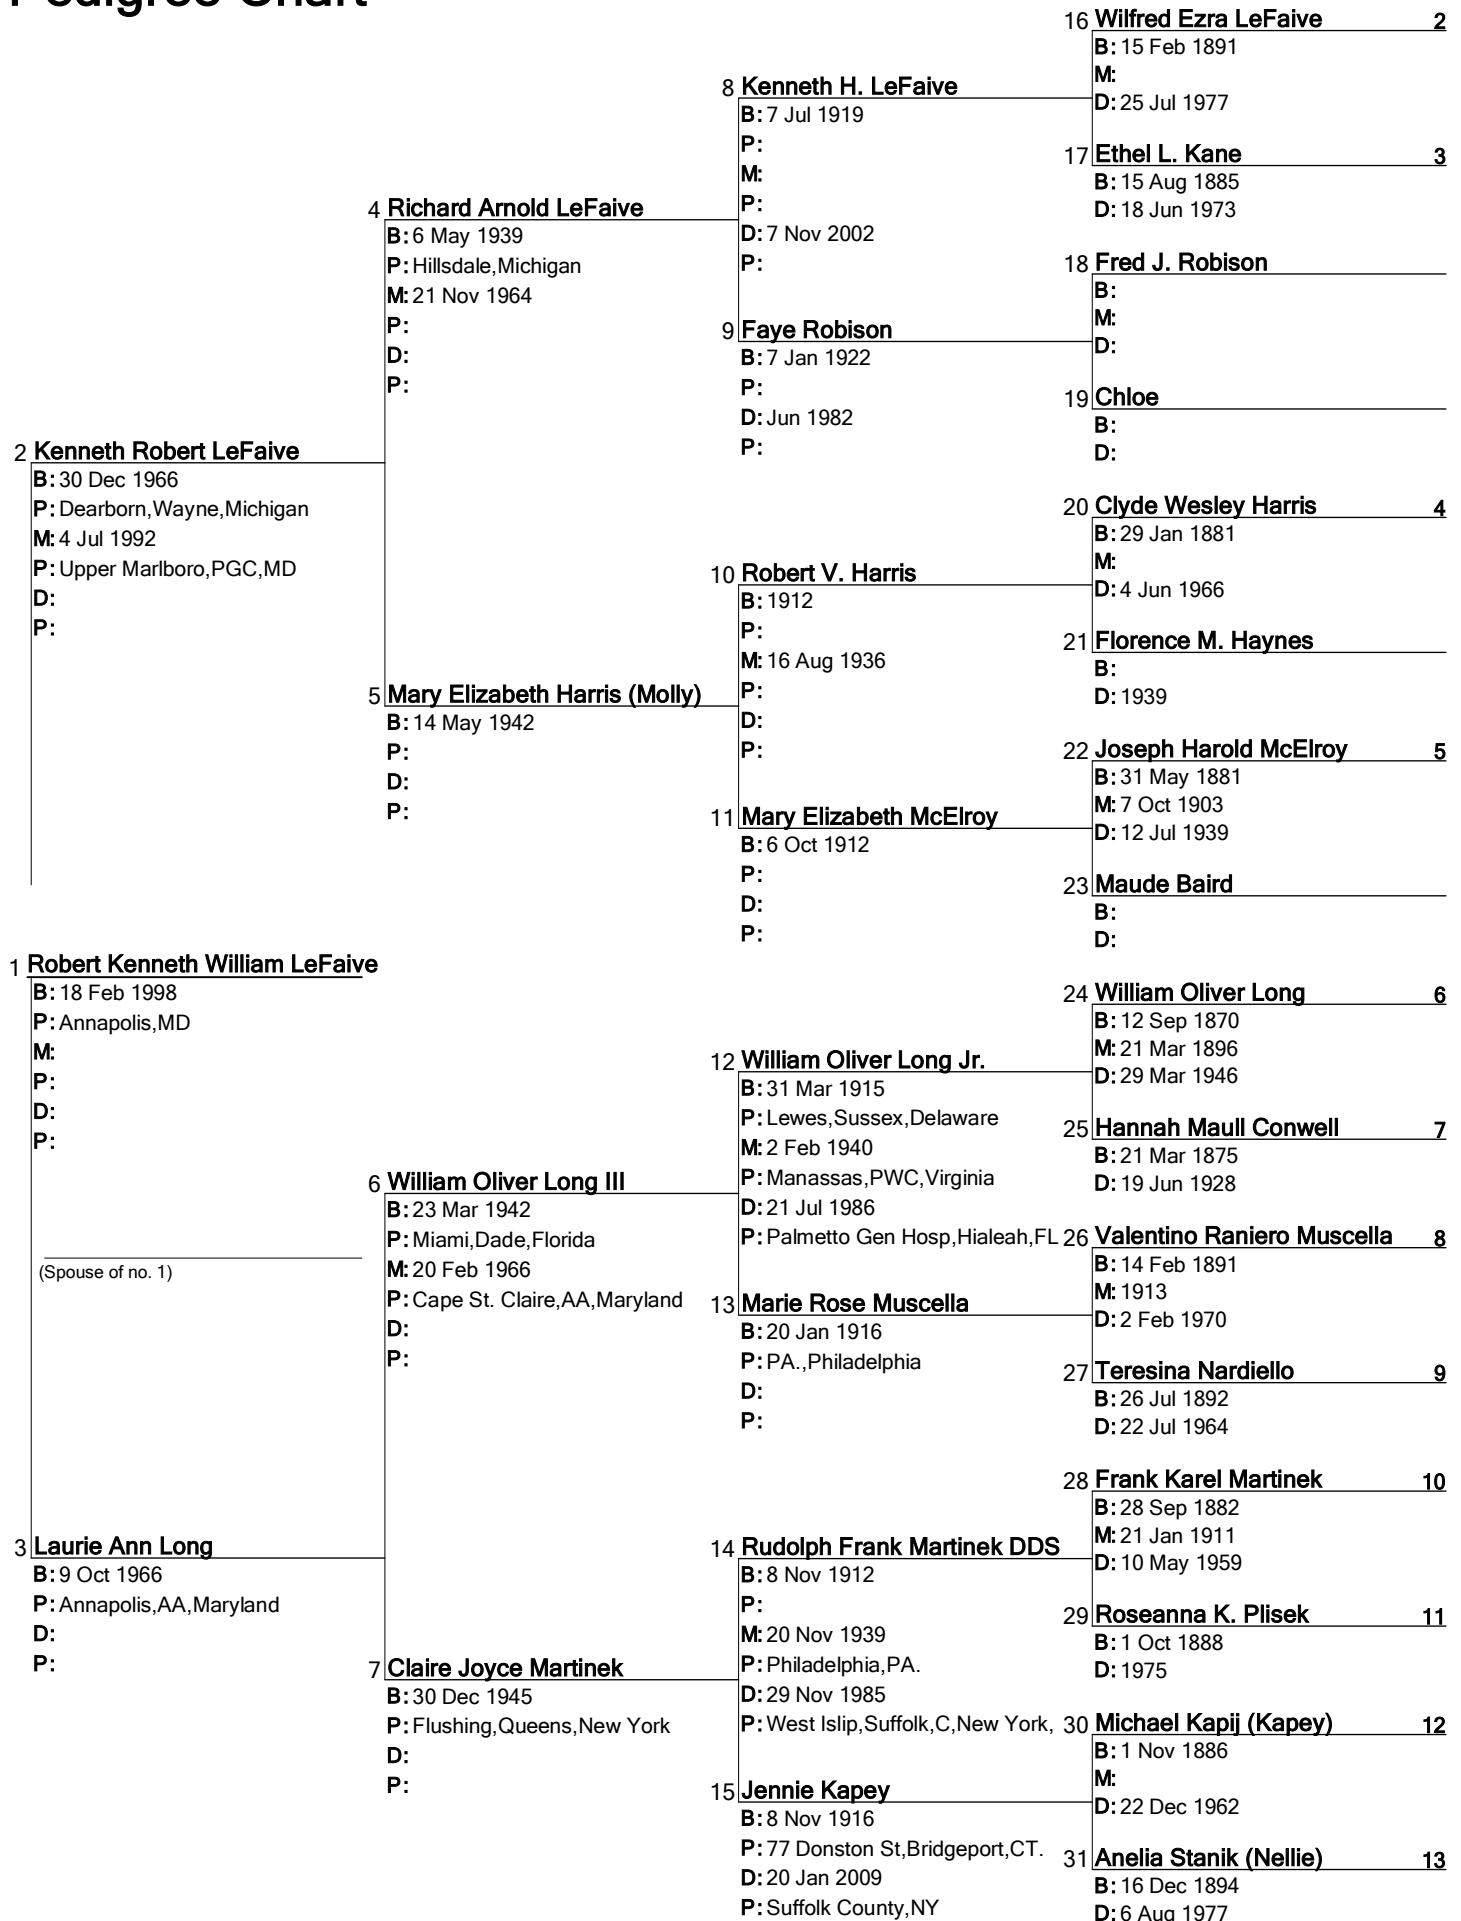 Pedigree Chart
16 Wilfred Ezra LeFaive 2
B: 15 Feb 1891
M:
D: 25 Jul 1977
8 Kenneth H. LeFaive
B: 7 Jul 1919
P:
M:
P:
D: 7 Nov 2002
P:
17 Ethel L. Kane 3
B: 15 Aug 1885
D: 18 Jun 1973
4 Richard Arnold LeFaive
B: 6 May 1939
P: Hillsdale,Michigan
M: 21 Nov 1964
P:
D:
P:
18 Fred J. Robison
B:
M:
D:
9 Faye Robison
B: 7 Jan 1922
P:
D: Jun 1982
P:
19 Chloe
B:
D:
2 Kenneth Robert LeFaive
B: 30 Dec 1966
P: Dearborn,Wayne,Michigan
M: 4 Jul 1992
P: Upper Marlboro,PGC,MD
D:
P:
20 Clyde Wesley Harris 4
B: 29 Jan 1881
M:
D: 4 Jun 1966
10 Robert V. Harris
B: 1912
P:
M: 16 Aug 1936
P:
D:
P:
21 Florence M. Haynes
B:
D: 1939
5 Mary Elizabeth Harris (Molly)
B: 14 May 1942
P:
D:
P:
22 Joseph Harold McElroy 5
B: 31 May 1881
M: 7 Oct 1903
D: 12 Jul 1939
11 Mary Elizabeth McElroy
B: 6 Oct 1912
P:
D:
P:
23 Maude Baird
B:
D:
1 Robert Kenneth William LeFaive
B: 18 Feb 1998
P: Annapolis,MD
M:
P:
D:
P:
(Spouse of no. 1)
24 William Oliver Long 6
B: 12 Sep 1870
M: 21 Mar 1896
D: 29 Mar 1946
12 William Oliver Long Jr.
B: 31 Mar 1915
P: Lewes,Sussex,Delaware
M: 2 Feb 1940
P: Manassas,PWC,Virginia
D: 21 Jul 1986
P: Palmetto Gen Hosp,Hialeah,FL
25 Hannah Maull Conwell 7
B: 21 Mar 1875
D: 19 Jun 1928
6 William Oliver Long III
B: 23 Mar 1942
P: Miami,Dade,Florida
M: 20 Feb 1966
P: Cape St. Claire,AA,Maryland
D:
P:
26 Valentino Raniero Muscella 8
B: 14 Feb 1891
M: 1913
D: 2 Feb 1970
13 Marie Rose Muscella
B: 20 Jan 1916
P: PA.,Philadelphia
D:
P:
27 Teresina Nardiello 9
B: 26 Jul 1892
D: 22 Jul 1964
3 Laurie Ann Long
B: 9 Oct 1966
P: Annapolis,AA,Maryland
D:
P:
28 Frank Karel Martinek 10
B: 28 Sep 1882
M: 21 Jan 1911
D: 10 May 1959
14 Rudolph Frank Martinek DDS
B: 8 Nov 1912
P:
M: 20 Nov 1939
P: Philadelphia,PA.
D: 29 Nov 1985
P: West Islip,Suffolk,C,New York,
29 Roseanna K. Plisek 11
B: 1 Oct 1888
D: 1975
7 Claire Joyce Martinek
B: 30 Dec 1945
P: Flushing,Queens,New York
D:
P:
30 Michael Kapij (Kapey) 12
B: 1 Nov 1886
M:
D: 22 Dec 1962
15 Jennie Kapey
B: 8 Nov 1916
P: 77 Donston St,Bridgeport,CT.
D: 20 Jan 2009
P: Suffolk County,NY
31 Anelia Stanik (Nellie) 13
B: 16 Dec 1894
D: 6 Aug 1977